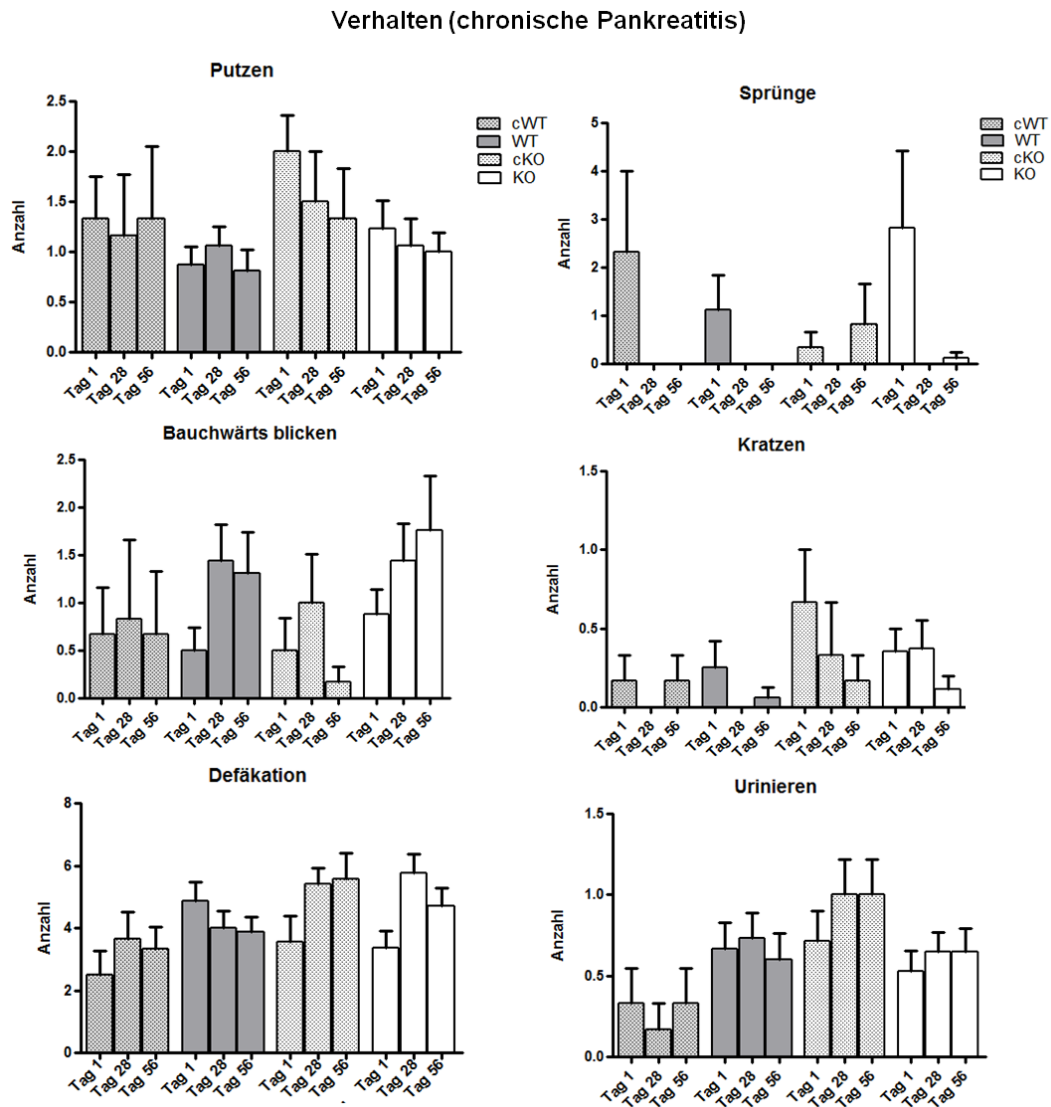 Verhalten (chronische Pankreatitis)
Putzen
Anzahl
2.5
2.0
1.5
1.0
0.5
0.0
Tag 1 Tag 28 Tag 56 Tag 1 Tag 28 Tag 56 Tag 1 Tag 28 Tag 56 Tag 1 Tag 28 Tag 56
cWT
WT
cKO
KO
Sprünge
Anzahl
5
4
3
2
1
0
Tag 1 Tag 28 Tag 56 Tag 1 Tag 28 Tag 56 Tag 1 Tag 28 Tag 56 Tag 1 Tag 28 Tag 56
cWT
WT
cKO
KO
Bauchwärts blicken
Anzahl
2.5
2.0
1.5
1.0
0.5
0.0
Tag 1 Tag 28 Tag 56 Tag 1 Tag 28 Tag 56 Tag 1 Tag 28 Tag 56 Tag 1 Tag 28 Tag 56
Kratzen
Anzahl
1.5
1.0
0.5
0.0
Tag 1 Tag 28 Tag 56 Tag 1 Tag 28 Tag 56 Tag 1 Tag 28 Tag 56 Tag 1 Tag 28 Tag 56
Defäkation
Anzahl
8
6
4
2
0
Tag 1 Tag 28 Tag 56 Tag 1 Tag 28 Tag 56 Tag 1 Tag 28 Tag 56 Tag 1 Tag 28 Tag 56
Urinieren
Anzahl
1.5
1.0
0.5
0.0
Tag 1 Tag 28 Tag 56 Tag 1 Tag 28 Tag 56 Tag 1 Tag 28 Tag 56 Tag 1 Tag 28 Tag 56